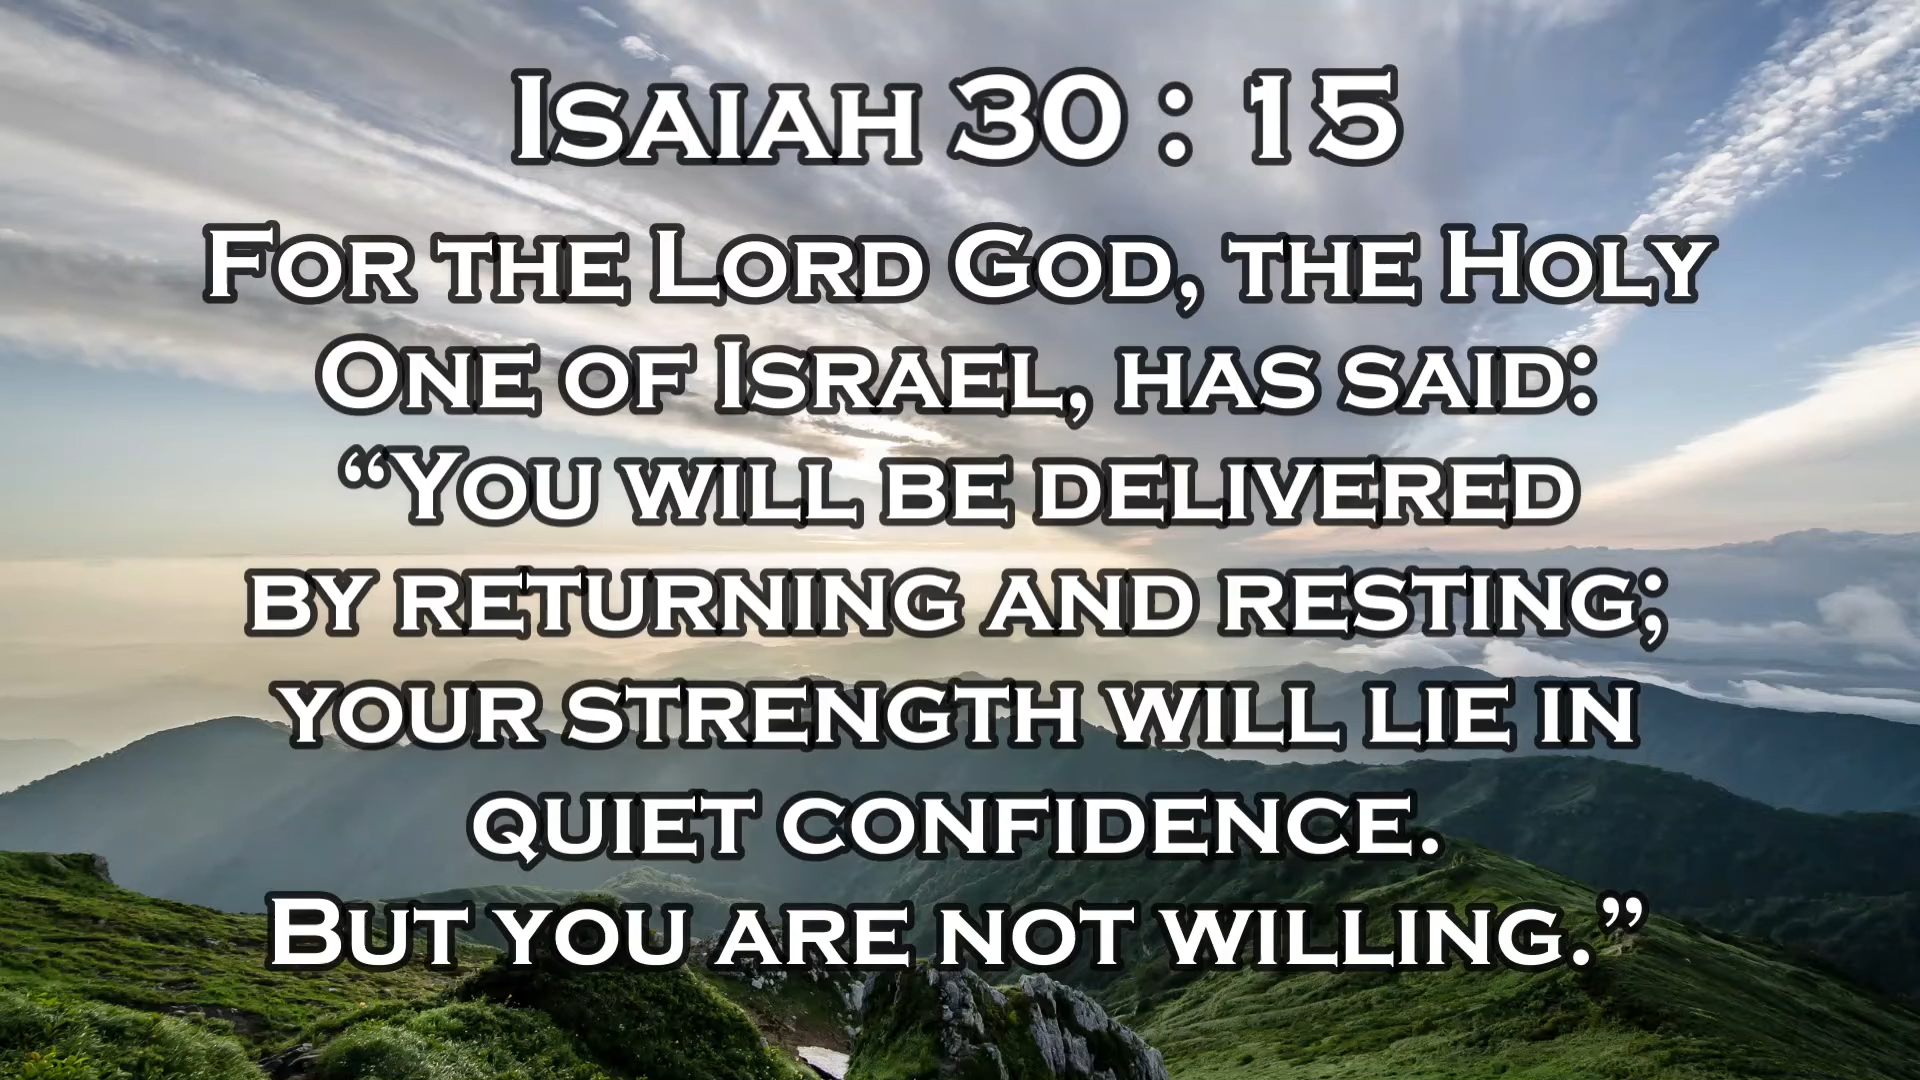 Isaiah 30 : 15
For the Lord God, the Holy
One of Israel, has said:
“You will be delivered
by returning and resting;
your strength will lie in
quiet confidence.
But you are not willing.”